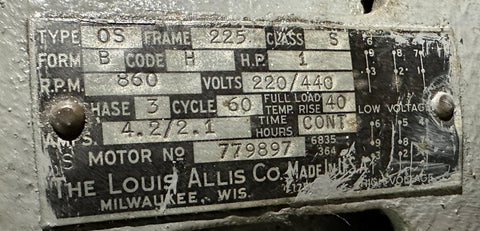 TYPE OS FRAME 225 CLASS S
FORM B CODE H H.P. 1
R.P.M. 860 VOLTS 220/440
PHASE 3 CYCLE 60 FULL LOAD TEMP. RISE 40
AMPS. 4.2/2.1 TIME HOURS CONT
S MOTOR NO 779897 6835 364
THE LOUIS ALLIS CO. MADE IN U.S.A.
MILWAUKEE, WIS.
LOW VOLTAGE
HIGH VOLTAGE